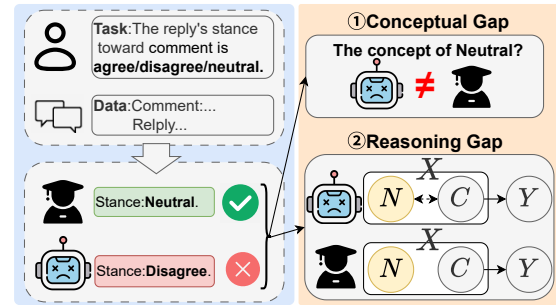 Task:The reply's stance
toward comment is
agree/disagree/neutral.
Data:Comment:...
Relply...
Stance:Neutral.
Stance:Disagree.
①Conceptual Gap
The concept of Neutral?
≠
②Reasoning Gap
X
N C Y
X
N C Y